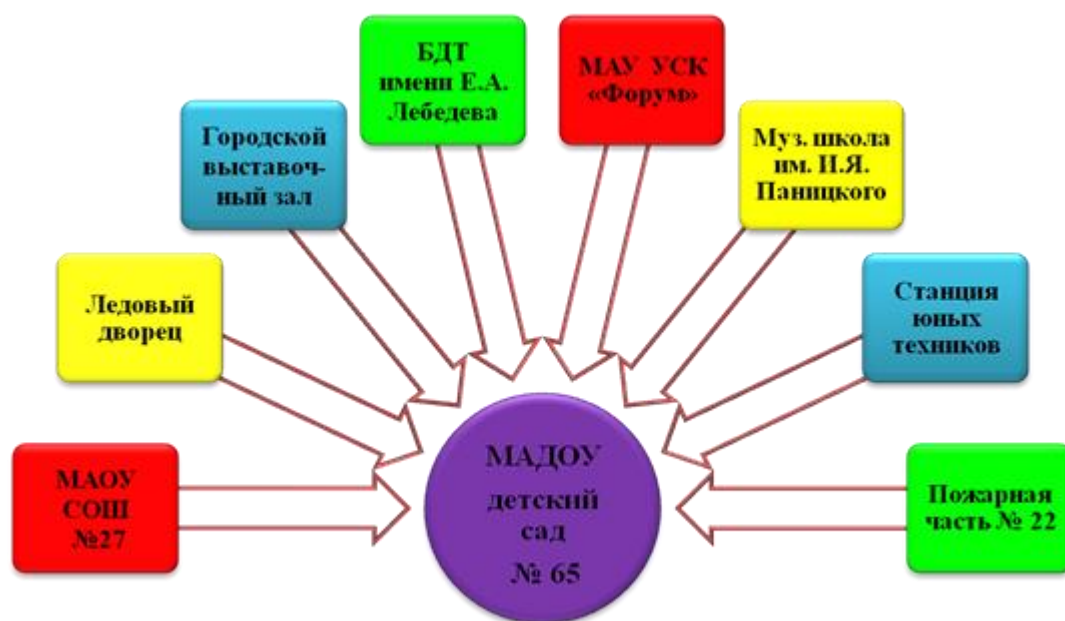 БДТ
имени Е.А.
Лебедева
МАУ УСК
«Форум»
Городской
выставоч-
ный зал
Муз. школа
им. И.Я.
Паницкого
Ледовый
дворец
Станция
юных
техников
МАОУ
СОШ
№27
МАДОУ
детский
сад
№ 65
Пожарная
часть № 22